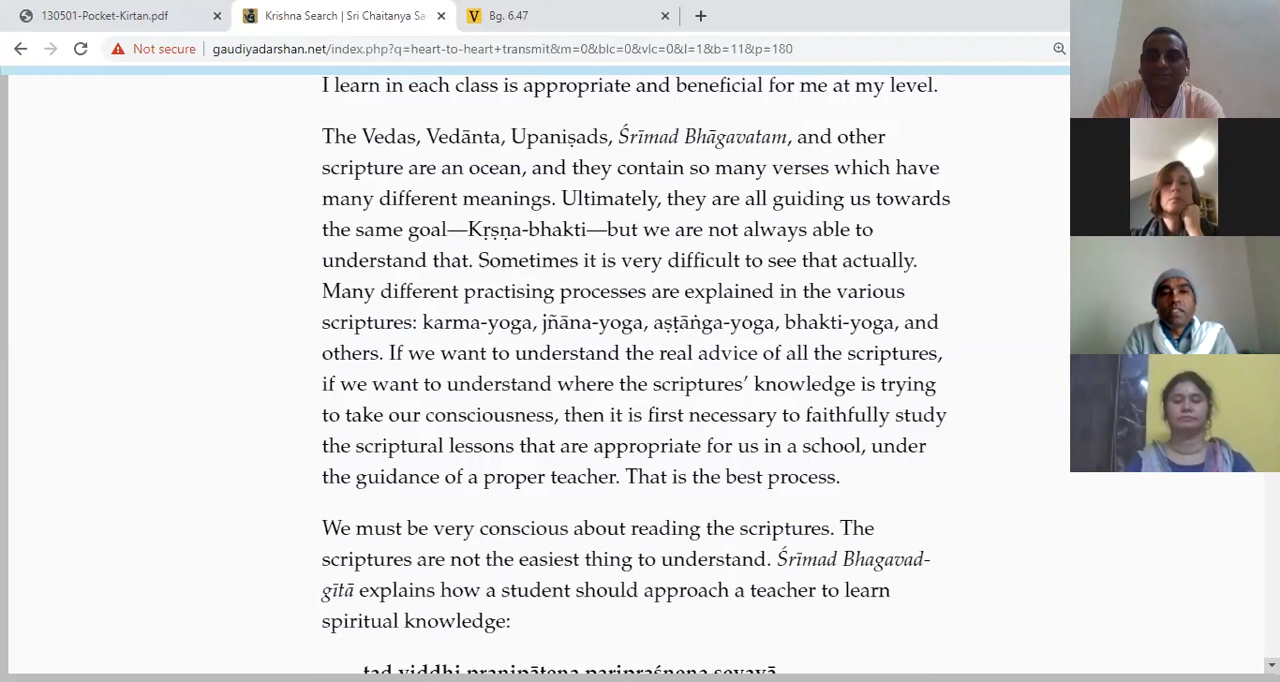 130501-Pocket-Kirtan.pdf
Krishna Search | Sri Chaitanya Sa
V Bg. 6.47
Not secure
gaudiyadarshan.net/index.php?q=heart-to-heart+transmit&m=0&blc=0&vlc=0&l=1&b=11&p=180
I learn in each class is appropriate and beneficial for me at my level.
The Vedas, Vedānta, Upaniṣads, Śrīmad Bhāgavatam, and other
scripture are an ocean, and they contain so many verses which have
many different meanings. Ultimately, they are all guiding us towards
the same goal—Kṛṣṇa-bhakti—but we are not always able to
understand that. Sometimes it is very difficult to see that actually.
Many different practising processes are explained in the various
scriptures: karma-yoga, jñāna-yoga, aṣṭāṅga-yoga, bhakti-yoga, and
others. If we want to understand the real advice of all the scriptures,
if we want to understand where the scriptures’ knowledge is trying
to take our consciousness, then it is first necessary to faithfully study
the scriptural lessons that are appropriate for us in a school, under
the guidance of a proper teacher. That is the best process.
We must be very conscious about reading the scriptures. The
scriptures are not the easiest thing to understand. Śrīmad Bhagavad-
gītā explains how a student should approach a teacher to learn
spiritual knowledge:
tad viddhi praṇipātena paripraśnena sevayā